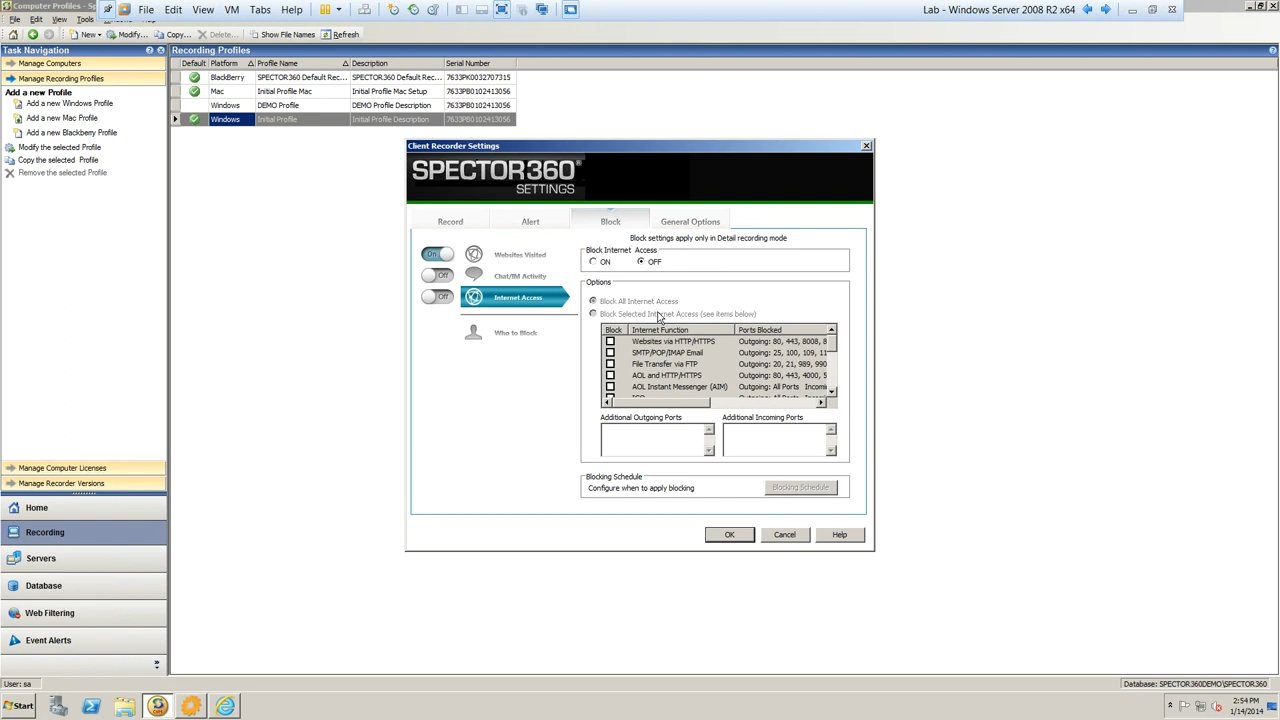 Computer Profiles - Sp
File Edit View VM Tabs Help
Lab - Windows Server 2008 R2 x64
File Edit View Tools
New Modify... Copy... Delete... Show File Names Refresh
Task Navigation
Recording Profiles
Manage Computers
Manage Recording Profiles
Add a new Profile
Add a new Windows Profile
Add a new Mac Profile
Add a new Blackberry Profile
Modify the selected Profile
Copy the selected Profile
Remove the selected Profile
Default Platform Profile Name Description Serial Number
BlackBerry SPECTOR360 Default Rec... SPECTOR360 Default Rec... 7633PK0032707315
Mac Initial Profile Mac Initial Profile Mac Setup 7633PB0102413056
Windows DEMO Profile DEMO Profile Description 7633PB0102413056
Windows Initial Profile Initial Profile Description 7633PB0102413056
Client Recorder Settings
SPECTOR360®
SETTINGS
Record Alert Block General Options
Block settings apply only in Detail recording mode
On Websites Visited
Off Chat/IM Activity
Off Internet Access
Who to Block
Block Internet Access
ON OFF
Options
Block All Internet Access
Block Selected Internet Access (see items below)
Block Internet Function Ports Blocked
Websites via HTTP/HTTPS Outgoing: 80, 443, 8008, 8
SMTP/POP/IMAP Email Outgoing: 25, 100, 109, 11
File Transfer via FTP Outgoing: 20, 21, 989, 990
AOL and HTTP/HTTPS Outgoing: 80, 443, 4000, 5
AOL Instant Messenger (AIM) Outgoing: All Ports Incomi
Additional Outgoing Ports Additional Incoming Ports
Blocking Schedule
Configure when to apply blocking Blocking Schedule
OK Cancel Help
Manage Computer Licenses
Manage Recorder Versions
Home
Recording
Servers
Database
Web Filtering
Event Alerts
User: sa
Database: SPECTOR360DEMO\SPECTOR360
Start
2:54 PM
1/14/2014